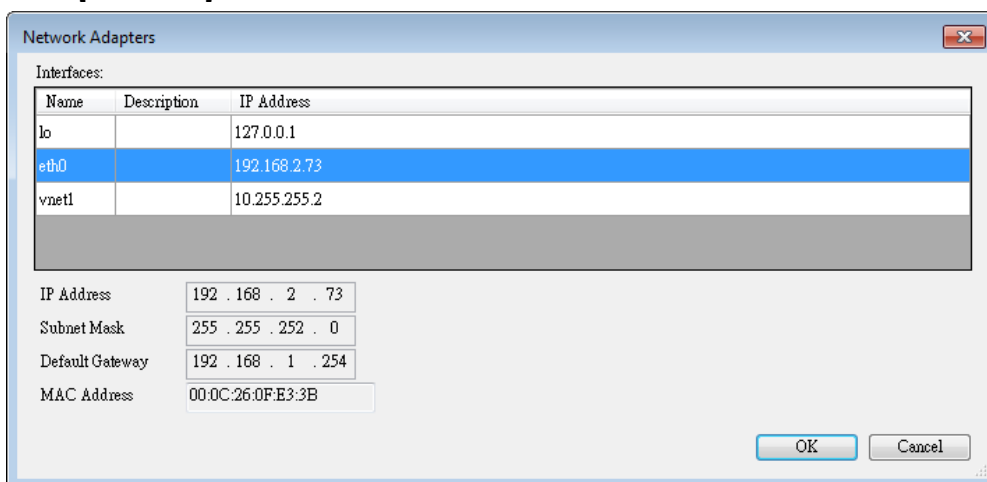 Network Adapters
Interfaces:
Name Description IP Address
lo 127.0.0.1
eth0 192.168.2.73
vnet1 10.255.255.2
IP Address 192 . 168 . 2 . 73
Subnet Mask 255 . 255 . 252 . 0
Default Gateway 192 . 168 . 1 . 254
MAC Address 00:0C:26:0F:E3:3B
OK Cancel